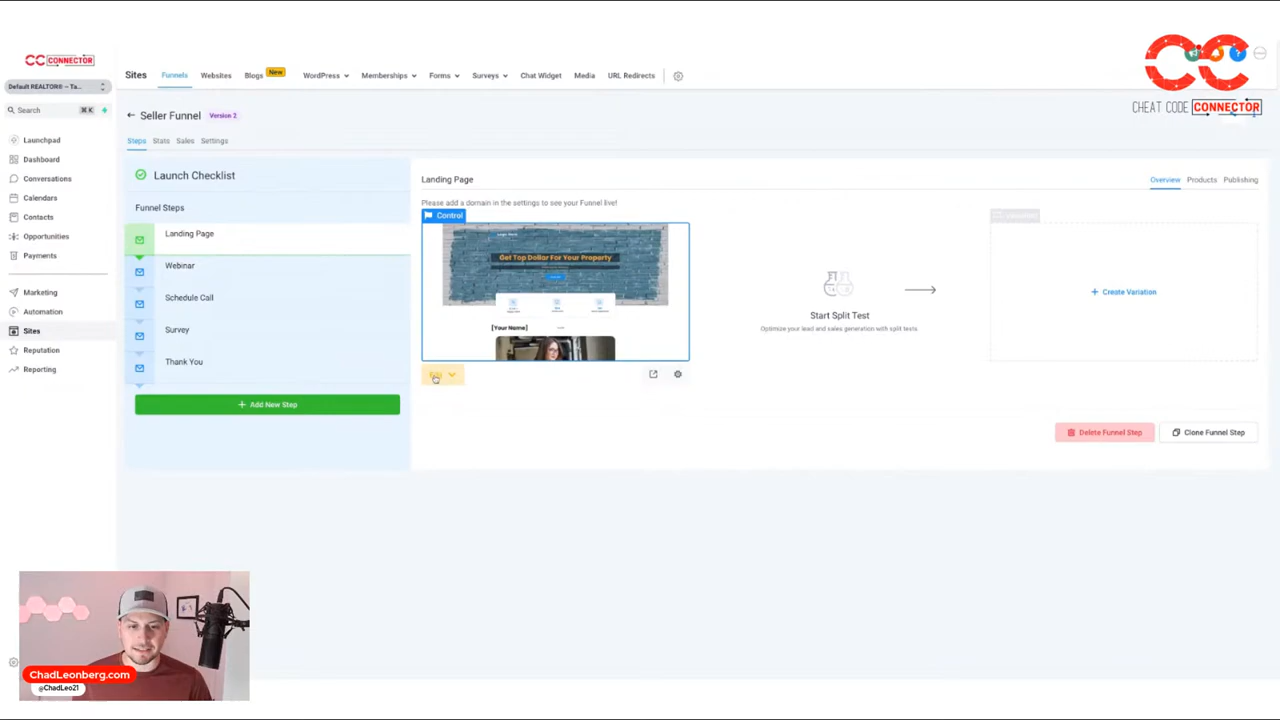 CC CONNECTOR
Default REALTOR® – Ta...
Search ⌘K
Launchpad
Dashboard
Conversations
Calendars
Contacts
Opportunities
Payments
Marketing
Automation
Sites
Reputation
Reporting
Sites Funnels Websites Blogs New WordPress Memberships Forms Surveys Chat Widget Media URL Redirects
CC
CHEAT CODE CONNECTOR
← Seller Funnel Version 2
Steps Stats Sales Settings
Launch Checklist
Funnel Steps
Landing Page
Webinar
Schedule Call
Survey
Thank You
+ Add New Step
Landing Page
Overview Products Publishing
Please add a domain in the settings to see your Funnel live!
Control
Get Top Dollar For Your Property
[Your Name]
Start Split Test
Optimize your lead and sales generation with split tests.
+ Create Variation
Delete Funnel Step Clone Funnel Step
ChadLeonberg.com
@ChadLeo21